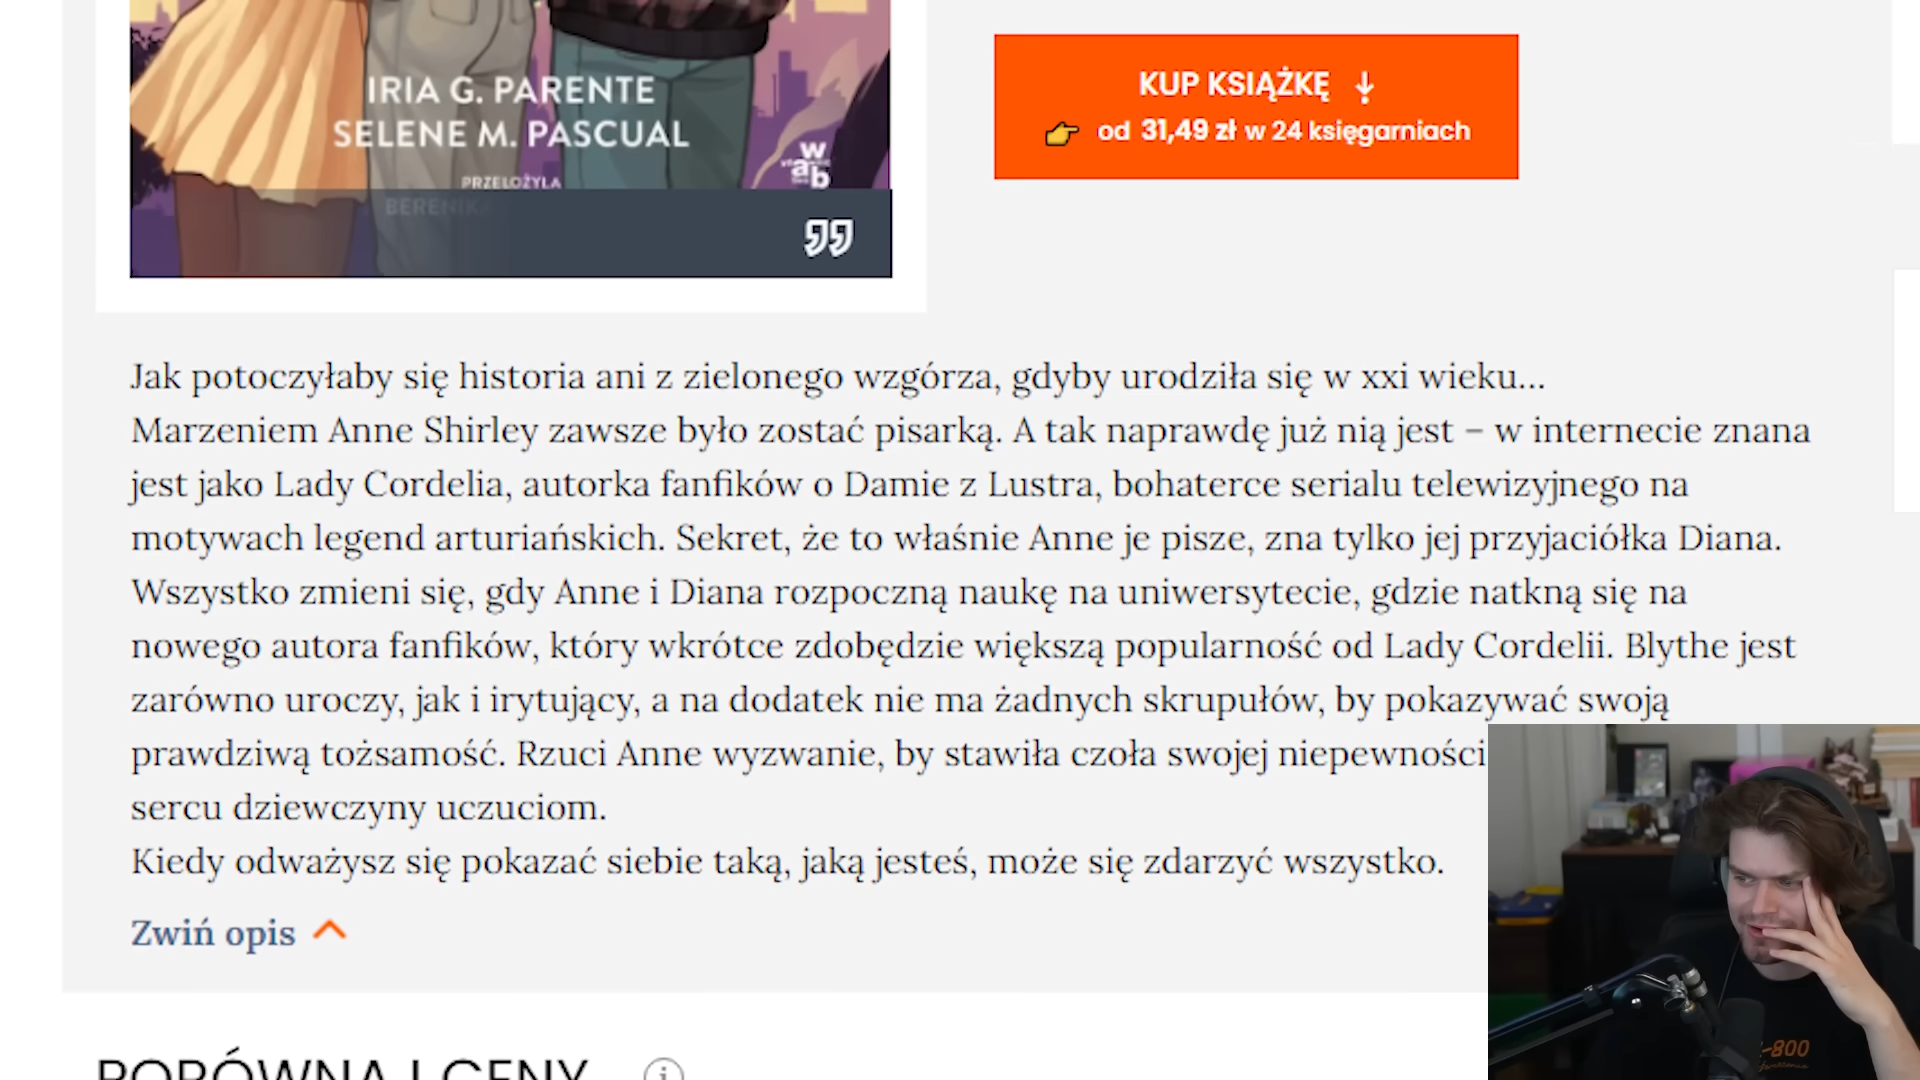 IRIA G. PARENTE
SELENE M. PASCUAL
PRZEŁOŻYŁA
BERENIKA
w
a
b
KUP KSIĄŻKĘ
od 31,49 zł w 24 księgarniach
Jak potoczyłaby się historia ani z zielonego wzgórza, gdyby urodziła się w xxi wieku...
Marzeniem Anne Shirley zawsze było zostać pisarką. A tak naprawdę już nią jest – w internecie znana
jest jako Lady Cordelia, autorka fanfików o Damie z Lustra, bohaterce serialu telewizyjnego na
motywach legend arturiańskich. Sekret, że to właśnie Anne je pisze, zna tylko jej przyjaciółka Diana.
Wszystko zmieni się, gdy Anne i Diana rozpoczną naukę na uniwersytecie, gdzie natkną się na
nowego autora fanfików, który wkrótce zdobędzie większą popularność od Lady Cordelii. Blythe jest
zarówno uroczy, jak i irytujący, a na dodatek nie ma żadnych skrupułów, by pokazywać swoją
prawdziwą tożsamość. Rzuci Anne wyzwanie, by stawiła czoła swojej niepewności
sercu dziewczyny uczuciom.
Kiedy odważysz się pokazać siebie taką, jaką jesteś, może się zdarzyć wszystko.
Zwiń opis
PORÓWNAJ CENY
-800